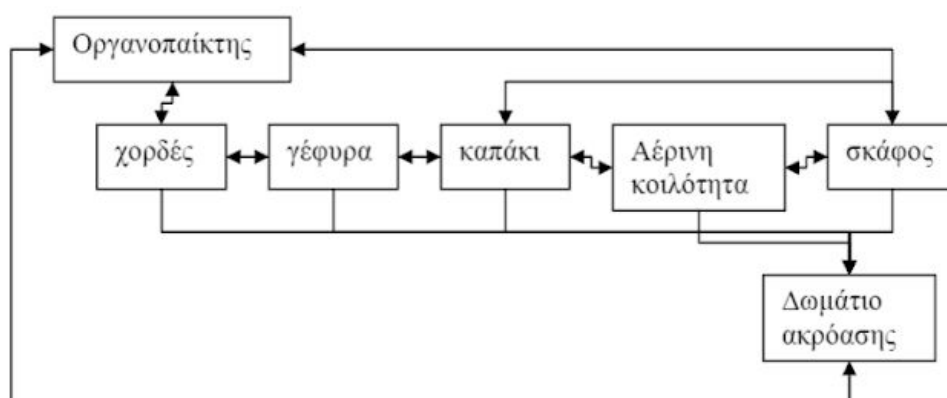 Οργανοπαίκτης
χορδές
γέφυρα
καπάκι
Αέρινη
κοιλότητα
σκάφος
Δωμάτιο
ακρόασης